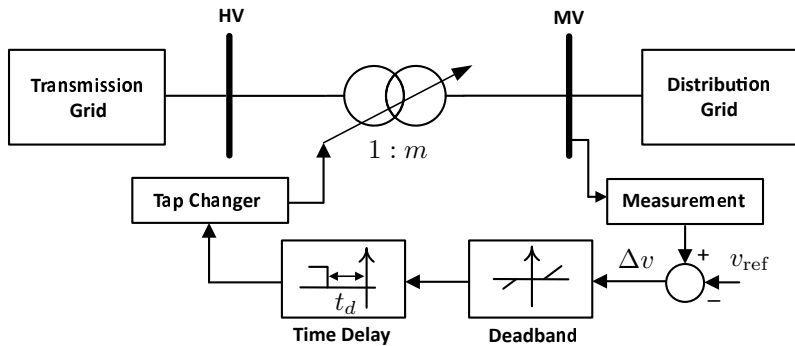 HV
MV
Transmission
Grid
Distribution
Grid
1 : m
Tap Changer
Measurement
Δv
+
v_ref
−
t_d
Time Delay
Deadband